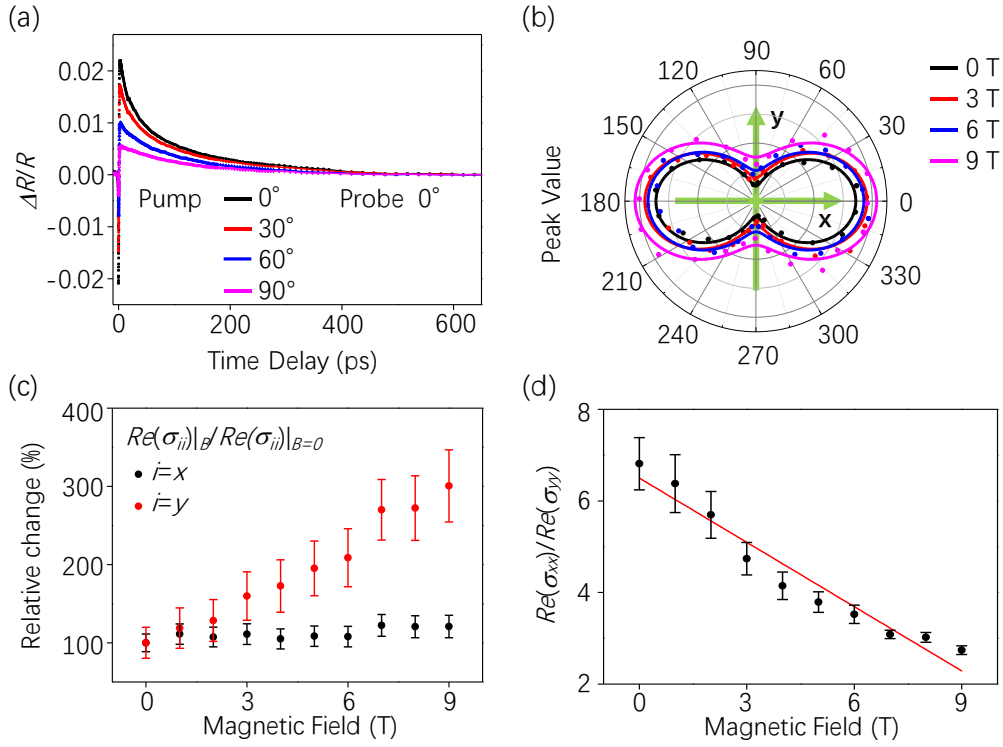 (a)
0.02
0.01
0.00
-0.01
-0.02
ΔR/R
Pump
Probe 0°
0°
30°
60°
90°
0
200
400
600
Time Delay (ps)
(b)
90
120
60
150
30
180
0
210
330
240
300
270
y
x
Peak Value
0 T
3 T
6 T
9 T
(c)
400
300
200
100
Relative change (%)
Re(σii)|B/Re(σii)|B=0
i=x
i=y
0
3
6
9
Magnetic Field (T)
(d)
8
6
4
2
Re(σxx)/Re(σyy)
0
3
6
9
Magnetic Field (T)